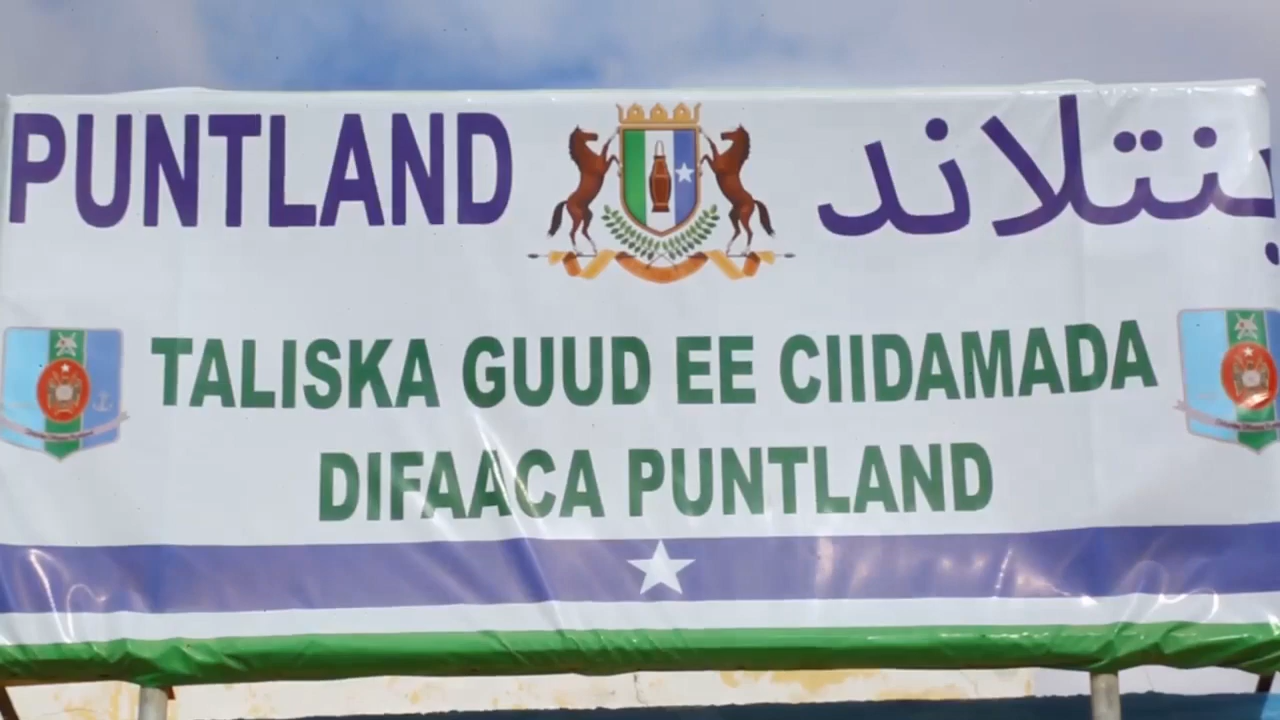 PUNTLAND بنتلاند
TALISKA GUUD EE CIIDAMADA
DIFAACA PUNTLAND